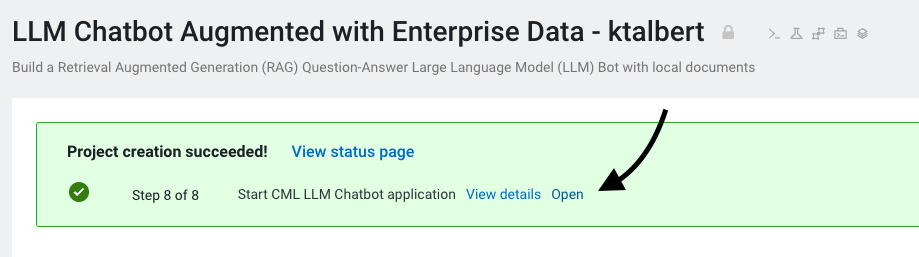 LLM Chatbot Augmented with Enterprise Data - ktalbert
Build a Retrieval Augmented Generation (RAG) Question-Answer Large Language Model (LLM) Bot with local documents
Project creation succeeded! View status page
Step 8 of 8 Start CML LLM Chatbot application View details Open